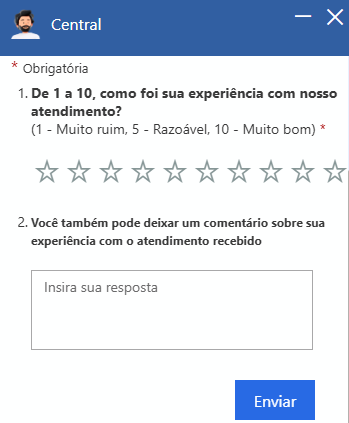 Central
* Obrigatória
1. De 1 a 10, como foi sua experiência com nosso
atendimento?
(1 - Muito ruim, 5 - Razoável, 10 - Muito bom) *
2. Você também pode deixar um comentário sobre sua
experiência com o atendimento recebido
Insira sua resposta
Enviar